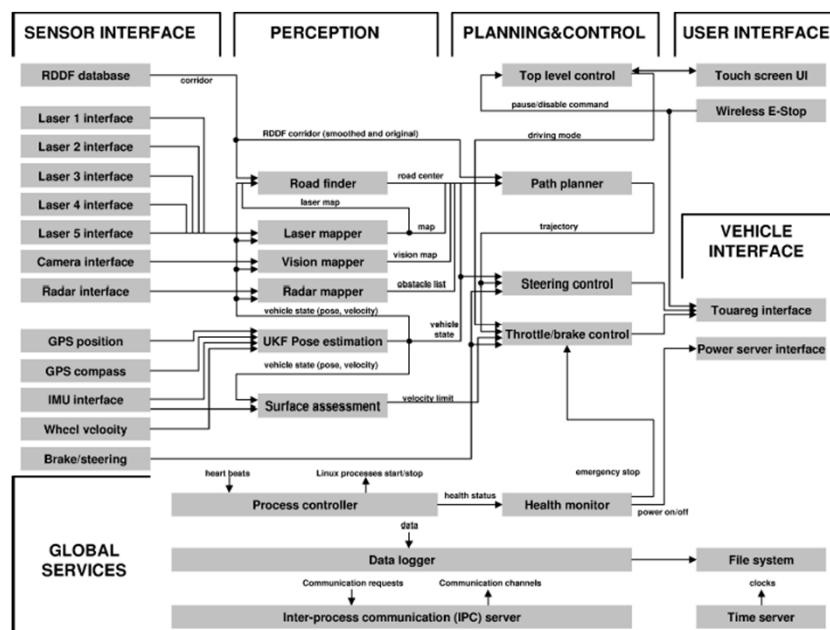 SENSOR INTERFACE
PERCEPTION
PLANNING&CONTROL
USER INTERFACE
RDDF database
corridor
Top level control
Touch screen UI
pause/disable command
Wireless E-Stop
Laser 1 interface
RDDF corridor (smoothed and original)
driving mode
Laser 2 interface
Laser 3 interface
Road finder
road center
Path planner
Laser 4 interface
laser map
map
trajectory
VEHICLE
INTERFACE
Laser 5 interface
Laser mapper
Camera interface
Vision mapper
vision map
Steering control
Radar interface
Radar mapper
obstacle list
Touareg interface
vehicle state (pose, velocity)
vehicle
state
GPS position
UKF Pose estimation
Throttle/brake control
Power server interface
GPS compass
vehicle state (pose, velocity)
IMU interface
Surface assessment
velocity limit
Wheel velocity
Brake/steering
heart beats
Linux processes start/stop
emergency stop
Process controller
health status
Health monitor
power on/off
GLOBAL
SERVICES
data
Data logger
File system
Communication requests
Communication channels
clocks
Inter-process communication (IPC) server
Time server